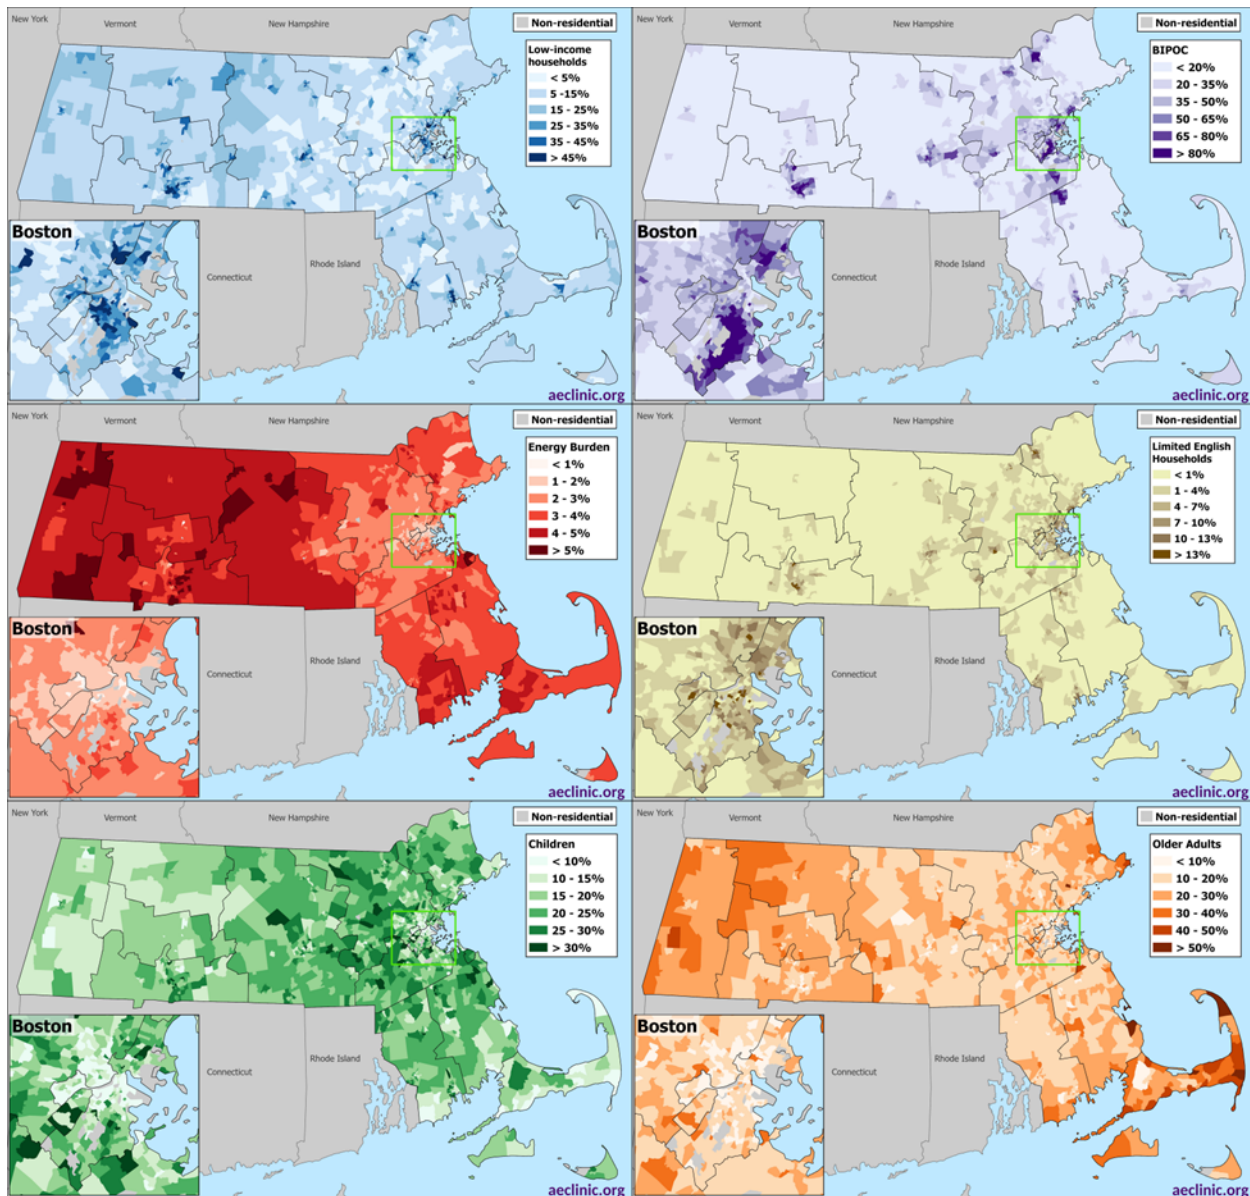 New York
Vermont
New Hampshire
Non-residential
Low-income
households
< 5%
5 -15%
15 - 25%
25 - 35%
35 - 45%
> 45%
Boston
Connecticut
Rhode Island
aeclinic.org
New York
Vermont
New Hampshire
Non-residential
BIPOC
< 20%
20 - 35%
35 - 50%
50 - 65%
65 - 80%
> 80%
Boston
Connecticut
Rhode Island
aeclinic.org
New York
Vermont
New Hampshire
Non-residential
Energy Burden
< 1%
1 - 2%
2 - 3%
3 - 4%
4 - 5%
> 5%
Boston
Connecticut
Rhode Island
aeclinic.org
New York
Vermont
New Hampshire
Non-residential
Limited English
Households
< 1%
1 - 4%
4 - 7%
7 - 10%
10 - 13%
> 13%
Boston
Connecticut
Rhode Island
aeclinic.org
New York
Vermont
New Hampshire
Non-residential
Children
< 10%
10 - 15%
15 - 20%
20 - 25%
25 - 30%
> 30%
Boston
Connecticut
Rhode Island
aeclinic.org
New York
Vermont
New Hampshire
Non-residential
Older Adults
< 10%
10 - 20%
20 - 30%
30 - 40%
40 - 50%
> 50%
Boston
Connecticut
Rhode Island
aeclinic.org